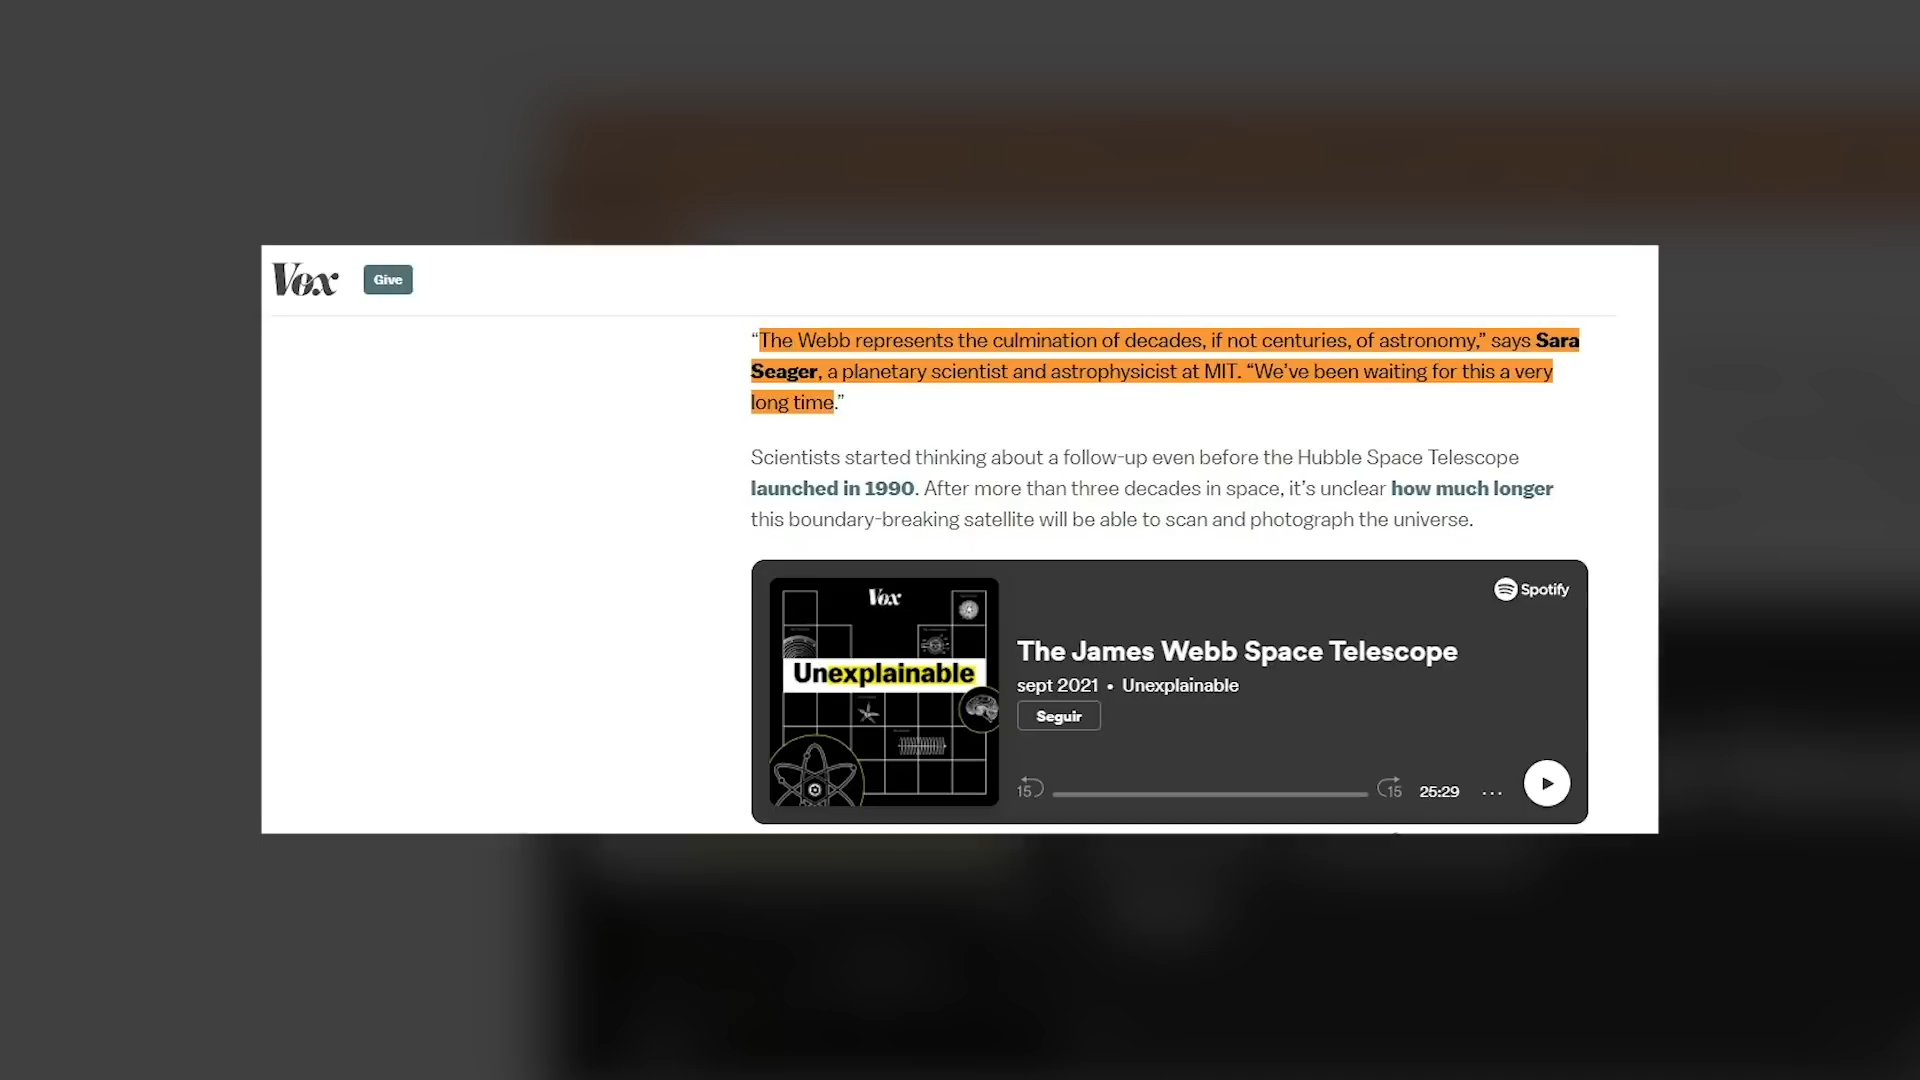 Vox
Give
“The Webb represents the culmination of decades, if not centuries, of astronomy,” says Sara
Seager, a planetary scientist and astrophysicist at MIT. “We’ve been waiting for this a very
long time.”
Scientists started thinking about a follow-up even before the Hubble Space Telescope
launched in 1990. After more than three decades in space, it’s unclear how much longer
this boundary-breaking satellite will be able to scan and photograph the universe.
Vox
Unexplainable
Spotify
The James Webb Space Telescope
sept 2021 • Unexplainable
Seguir
15
15
25:29
...